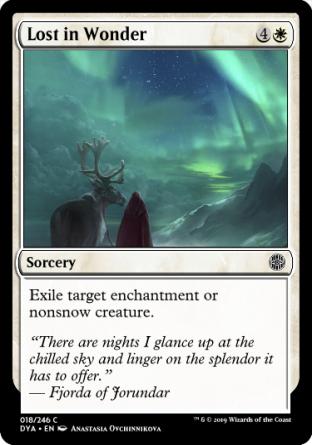 Lost in Wonder 4
Sorcery
Exile target enchantment or
nonsnow creature.
“There are nights I glance up at the
chilled sky and linger on the splendor it
has to offer.”
— Fjorda of Jorundar
018/246 C
DYA • EN Anastasia Ovchinnikova
™ & © 2019 Wizards of the Coast